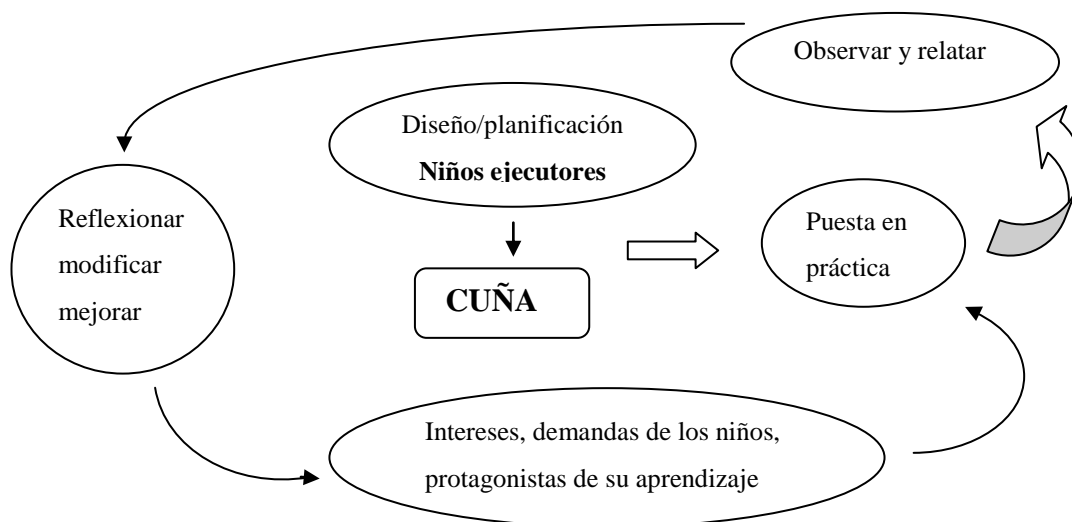 Observar y relatar
Diseño/planificación
Niños ejecutores
Reflexionar
modificar
mejorar
Puesta en
práctica
CUÑA
Intereses, demandas de los niños,
protagonistas de su aprendizaje